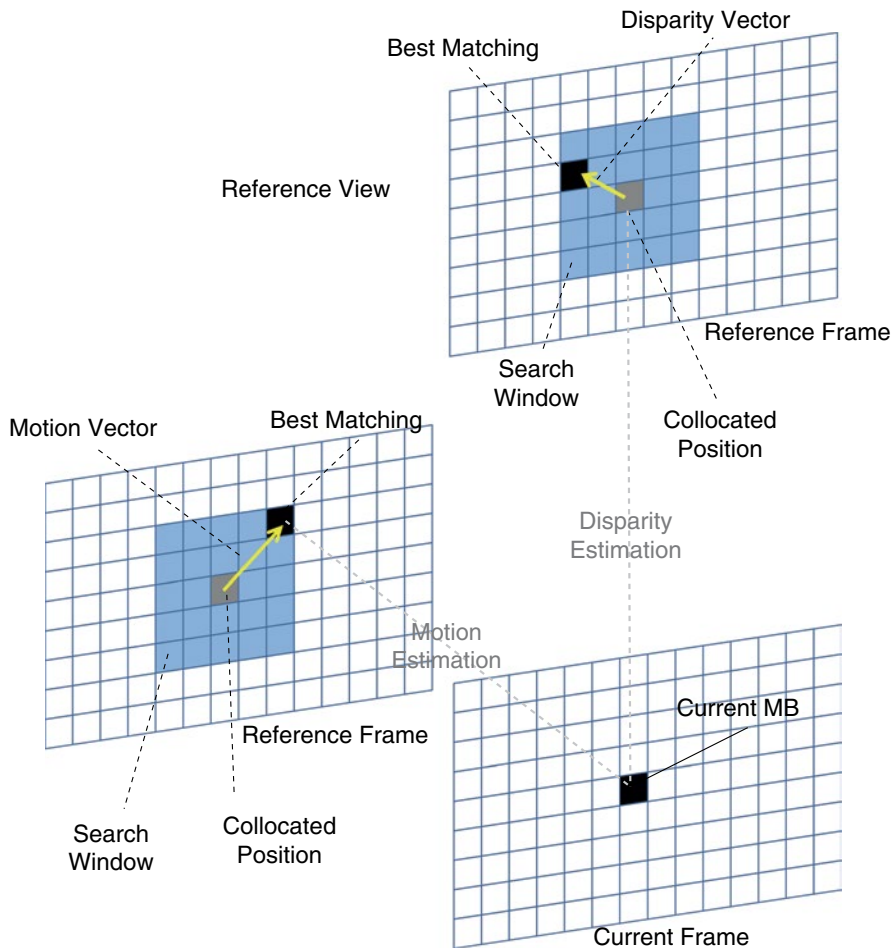 Disparity Vector
Best Matching
Reference View
Reference Frame
Search
Window
Collocated
Position
Motion Vector
Best Matching
Disparity
Estimation
Motion
Estimation
Current MB
Reference Frame
Search
Window
Collocated
Position
Current Frame